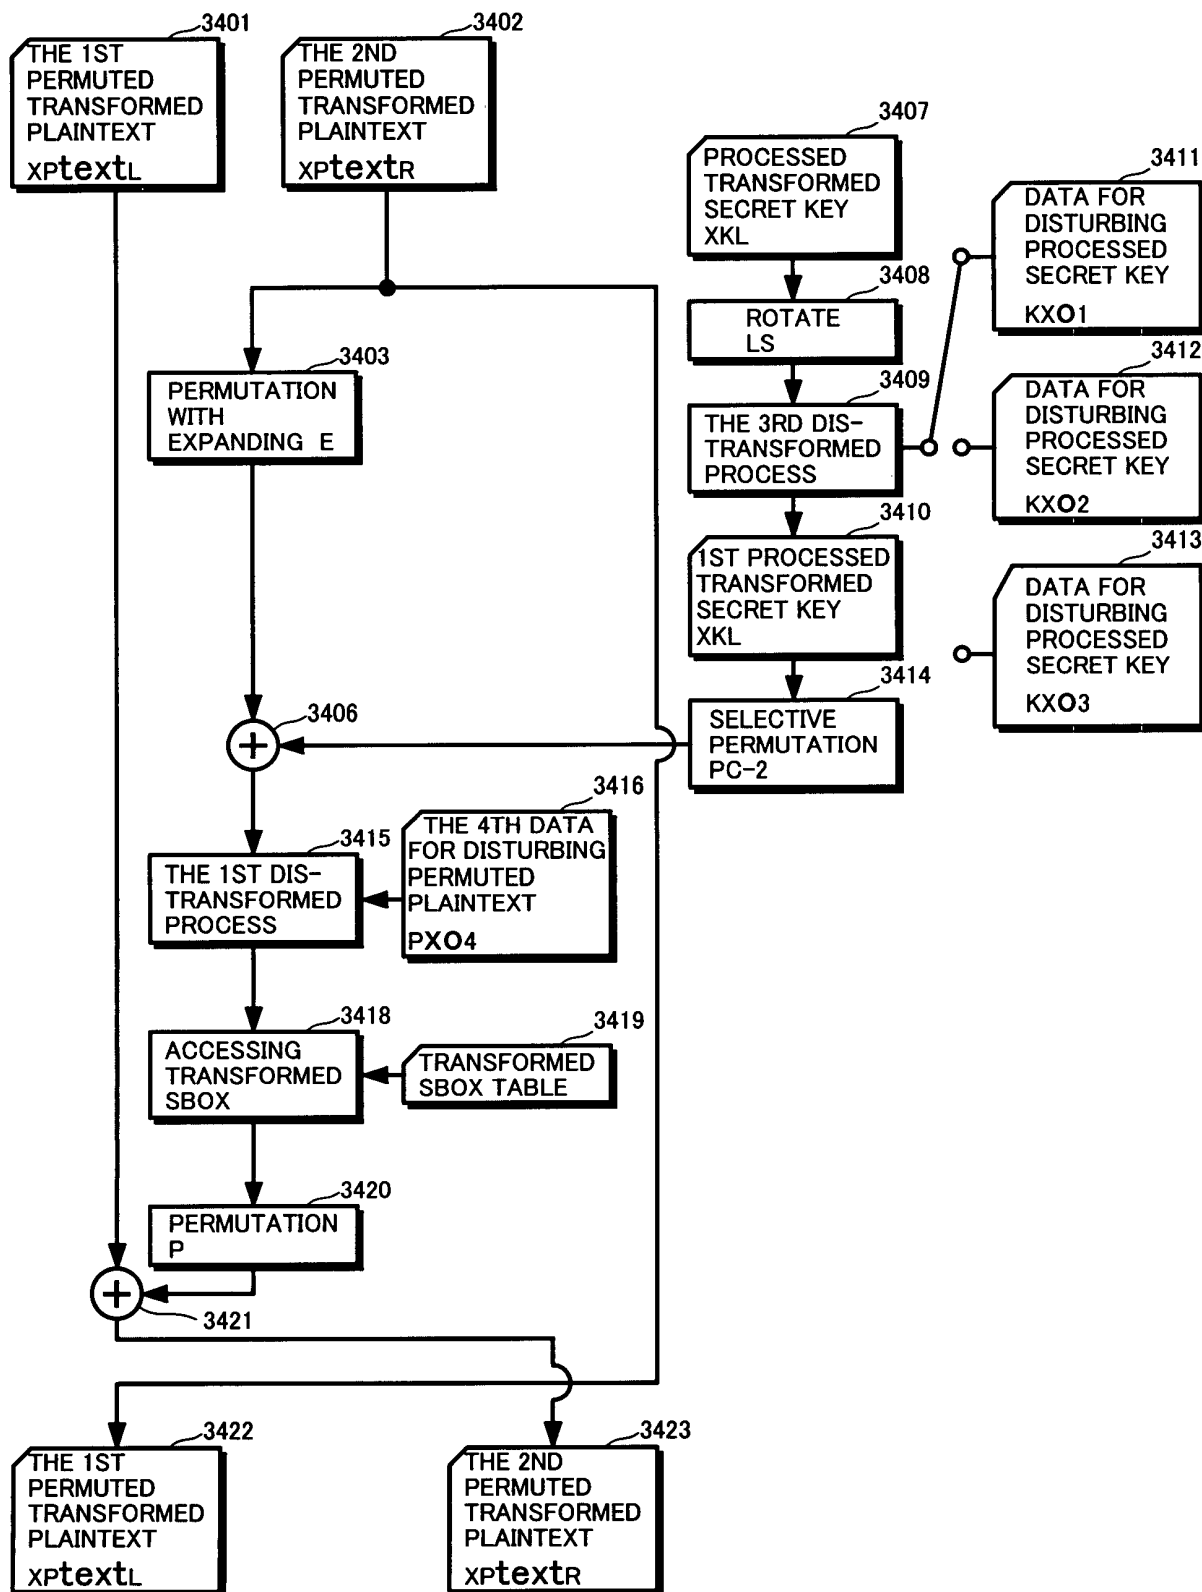 3401
THE 1ST
PERMUTED
TRANSFORMED
PLAINTEXT
XPtextL
3402
THE 2ND
PERMUTED
TRANSFORMED
PLAINTEXT
XPtextR
3407
PROCESSED
TRANSFORMED
SECRET KEY
XKL
3411
DATA FOR
DISTURBING
PROCESSED
SECRET KEY
KXO1
3408
ROTATE
LS
3403
PERMUTATION
WITH
EXPANDING E
3409
THE 3RD DIS-
TRANSFORMED
PROCESS
3412
DATA FOR
DISTURBING
PROCESSED
SECRET KEY
KXO2
3410
1ST PROCESSED
TRANSFORMED
SECRET KEY
XKL
3413
DATA FOR
DISTURBING
PROCESSED
SECRET KEY
KXO3
3414
SELECTIVE
PERMUTATION
PC-2
3406
3416
THE 4TH DATA
FOR DISTURBING
PERMUTED
PLAINTEXT
PXO4
3415
THE 1ST DIS-
TRANSFORMED
PROCESS
3418
ACCESSING
TRANSFORMED
SBOX
3419
TRANSFORMED
SBOX TABLE
3420
PERMUTATION
P
3421
3422
THE 1ST
PERMUTED
TRANSFORMED
PLAINTEXT
XPtextL
3423
THE 2ND
PERMUTED
TRANSFORMED
PLAINTEXT
XPtextR